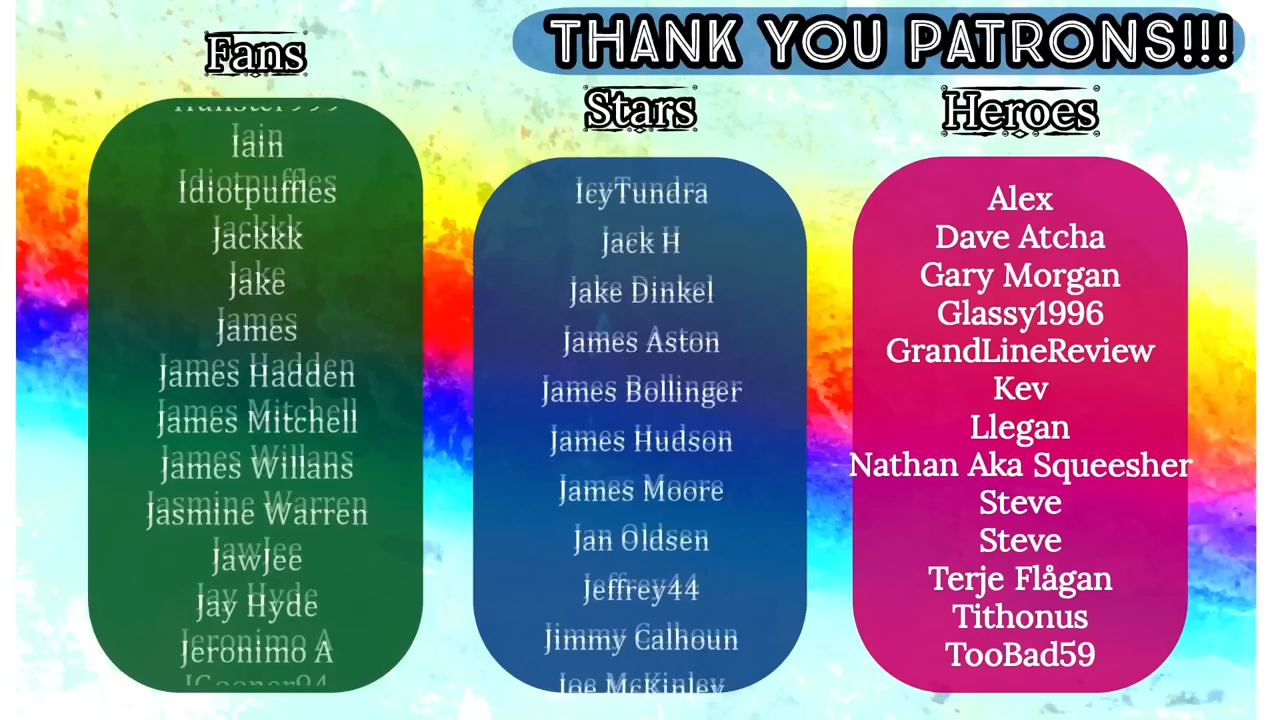 THANK YOU PATRONS!!!
Fans
Iain
Idiotpuffles
Jackkk
Jake
James
James Hadden
James Mitchell
James Willans
Jasmine Warren
JawJee
Jay Hyde
Jeronimo A
Stars
IcyTundra
Jack H
Jake Dinkel
James Aston
James Bollinger
James Hudson
James Moore
Jan Oldsen
Jeffrey44
Jimmy Calhoun
Joe McKinley
Heroes
Alex
Dave Atcha
Gary Morgan
Glassy1996
GrandLineReview
Kev
Llegan
Nathan Aka Squeesher
Steve
Steve
Terje Flågan
Tithonus
TooBad59